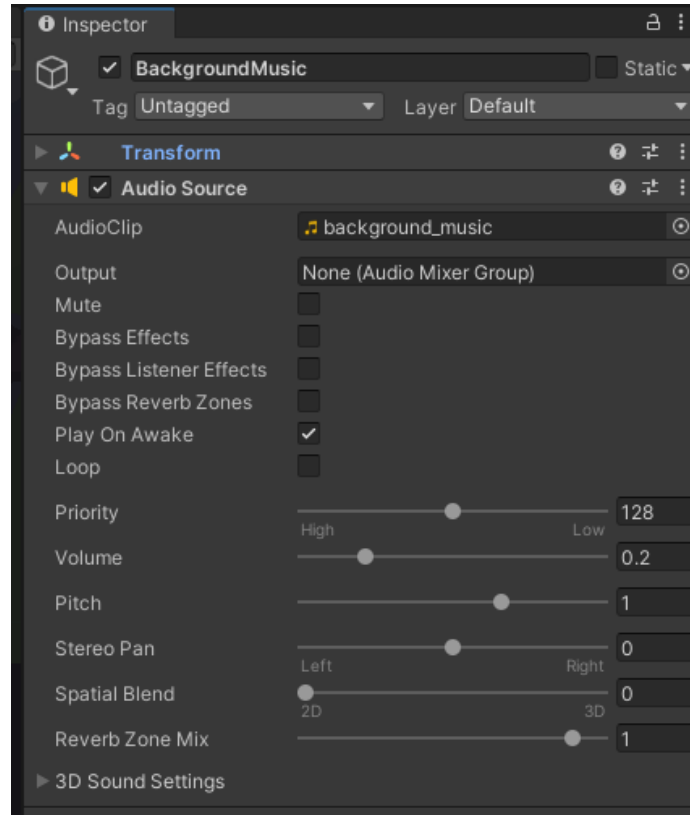 Inspector
BackgroundMusic Static
Tag Untagged Layer Default
Transform
Audio Source
AudioClip background_music
Output None (Audio Mixer Group)
Mute
Bypass Effects
Bypass Listener Effects
Bypass Reverb Zones
Play On Awake
Loop
Priority 128
High Low
Volume 0.2
Pitch 1
Stereo Pan 0
Left Right
Spatial Blend 0
2D 3D
Reverb Zone Mix 1
3D Sound Settings